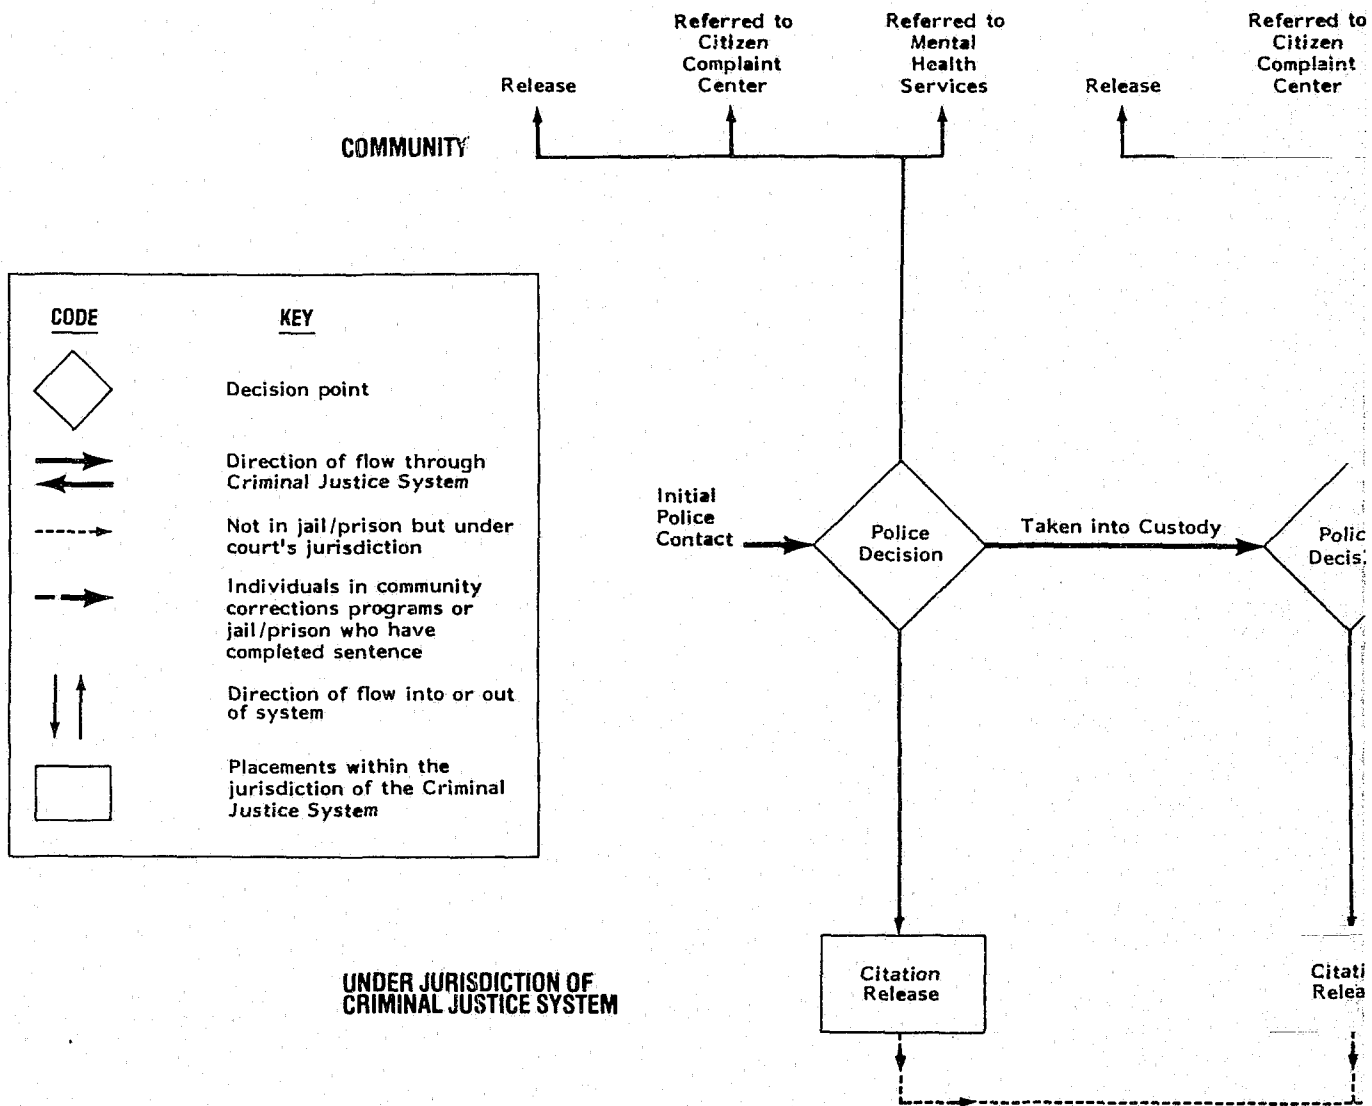 Referred to
Citizen
Complaint
Center
Referred to
Mental
Health
Services
Referred to
Citizen
Complaint
Center
Release
Release
COMMUNITY
CODE
KEY
Decision point
Direction of flow through
Criminal Justice System
Not in jail/prison but under
court's jurisdiction
Individuals in community
corrections programs or
jail/prison who have
completed sentence
Direction of flow into or out
of system
Placements within the
jurisdiction of the Criminal
Justice System
Initial
Police
Contact
Police
Decision
Taken into Custody
UNDER JURISDICTION OF
CRIMINAL JUSTICE SYSTEM
Citation
Release